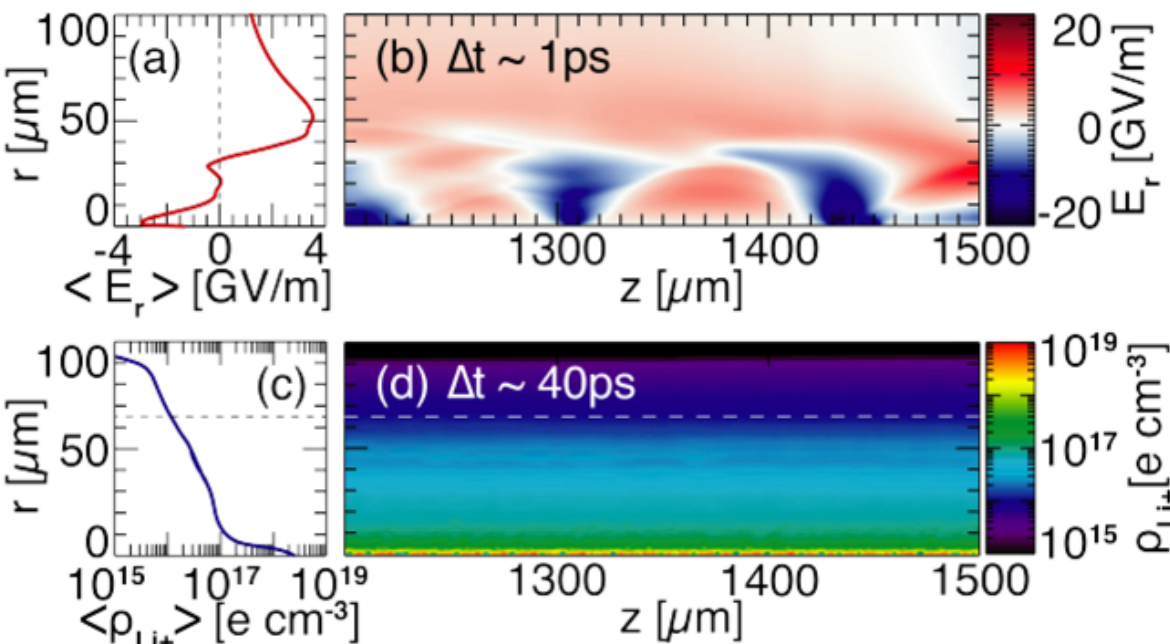 100
50
0
r [μm]
(a)
-4 0 4
< E_r > [GV/m]
(b) Δt ~ 1ps
1300 1400 1500
z [μm]
20
0
-20
E_r [GV/m]
100
50
0
r [μm]
(c)
10^15 10^17 10^19
<ρ_Li+> [e cm^-3]
(d) Δt ~ 40ps
1300 1400 1500
z [μm]
10^19
10^17
10^15
ρ_Li+ [e cm^-3]